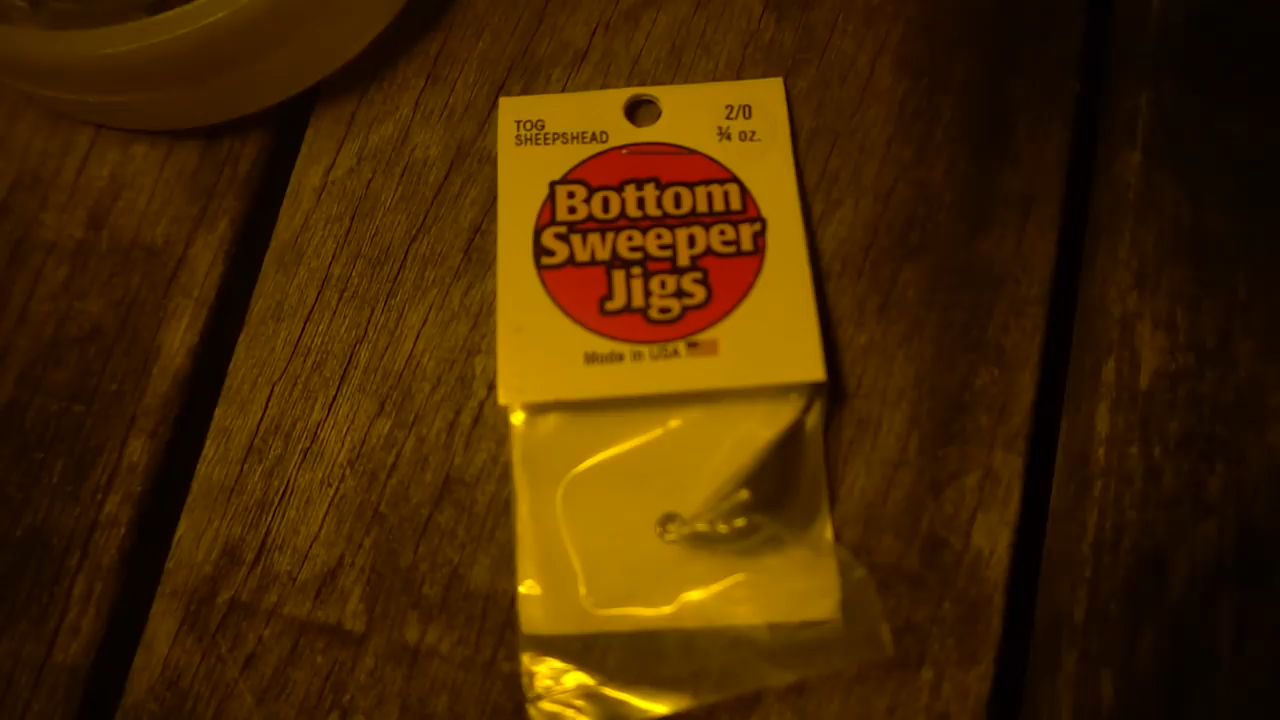 TOG
SHEEPSHEAD
2/0
¾ OZ.
Bottom
Sweeper
Jigs
Made in USA